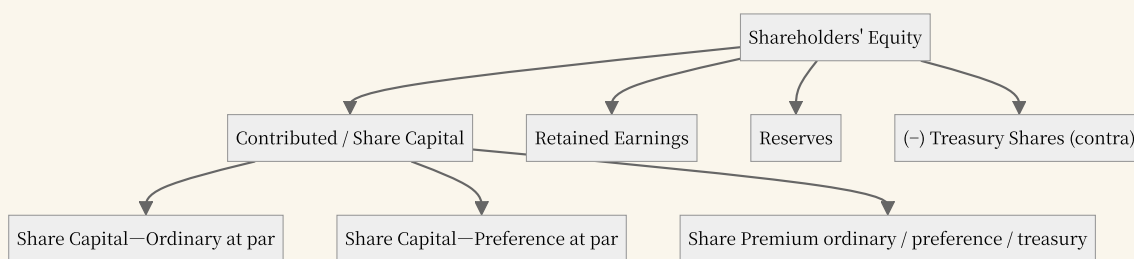 Shareholders' Equity
Contributed / Share Capital
Retained Earnings
Reserves
(−) Treasury Shares (contra)
Share Capital—Ordinary at par
Share Capital—Preference at par
Share Premium ordinary / preference / treasury